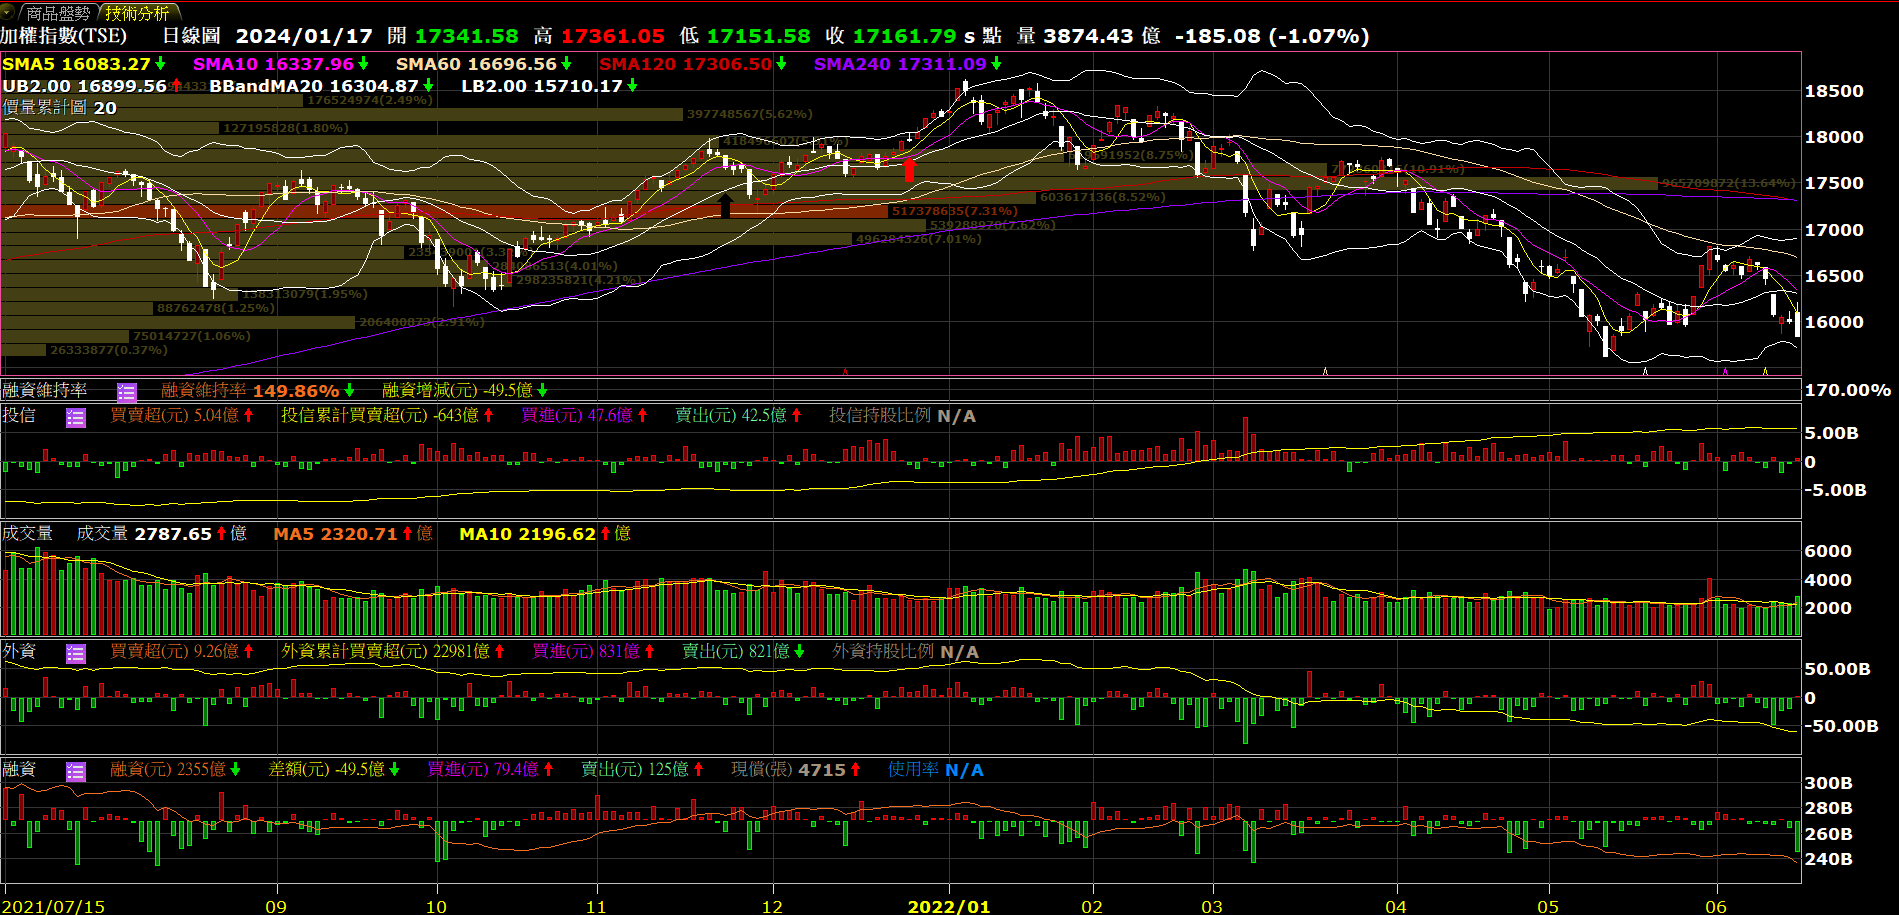 商品盤勢 技術分析
加權指數(TSE) 日線圖 2024/01/17 開 17341.58 高 17361.05 低 17151.58 收 17161.79 s 點 量 3874.43 億 -185.08 (-1.07%)
SMA5 16083.27 SMA10 16337.96 SMA60 16696.56 SMA120 17306.50 SMA240 17311.09
UB2.00 16899.56 BBandMA20 16304.87 LB2.00 15710.17
價量累計圖 20
176524974(2.49%)
397748567(5.62%)
127195828(1.80%)
965709872(13.64%)
603617136(8.52%)
517378635(7.31%)
496284326(7.01%)
298235821(4.21%)
138313079(1.95%)
88762478(1.25%)
206400873(2.91%)
75014727(1.06%)
26333877(0.37%)
18500
18000
17500
17000
16500
16000
融資維持率 融資維持率 149.86% 融資增減(元) -49.5億 170.00%
投信 買賣超(元) 5.04億 投信累計買賣超(元) -643億 買進(元) 47.6億 賣出(元) 42.5億 投信持股比例 N/A
5.00B
0
-5.00B
成交量 成交量 2787.65 億 MA5 2320.71 億 MA10 2196.62 億
6000
4000
2000
外資 買賣超(元) 9.26億 外資累計買賣超(元) 22981億 買進(元) 831億 賣出(元) 821億 外資持股比例 N/A
50.00B
0
-50.00B
融資 融資(元) 2355億 差額(元) -49.5億 買進(元) 79.4億 賣出(元) 125億 現償(張) 4715 使用率 N/A
300B
280B
260B
240B
2021/07/15 09 10 11 12 2022/01 02 03 04 05 06